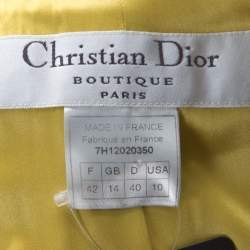 Christian Dior
BOUTIQUE
PARIS
MADE IN FRANCE
Fabriqué en France
7H12020350
F GB D USA
42 14 40 10